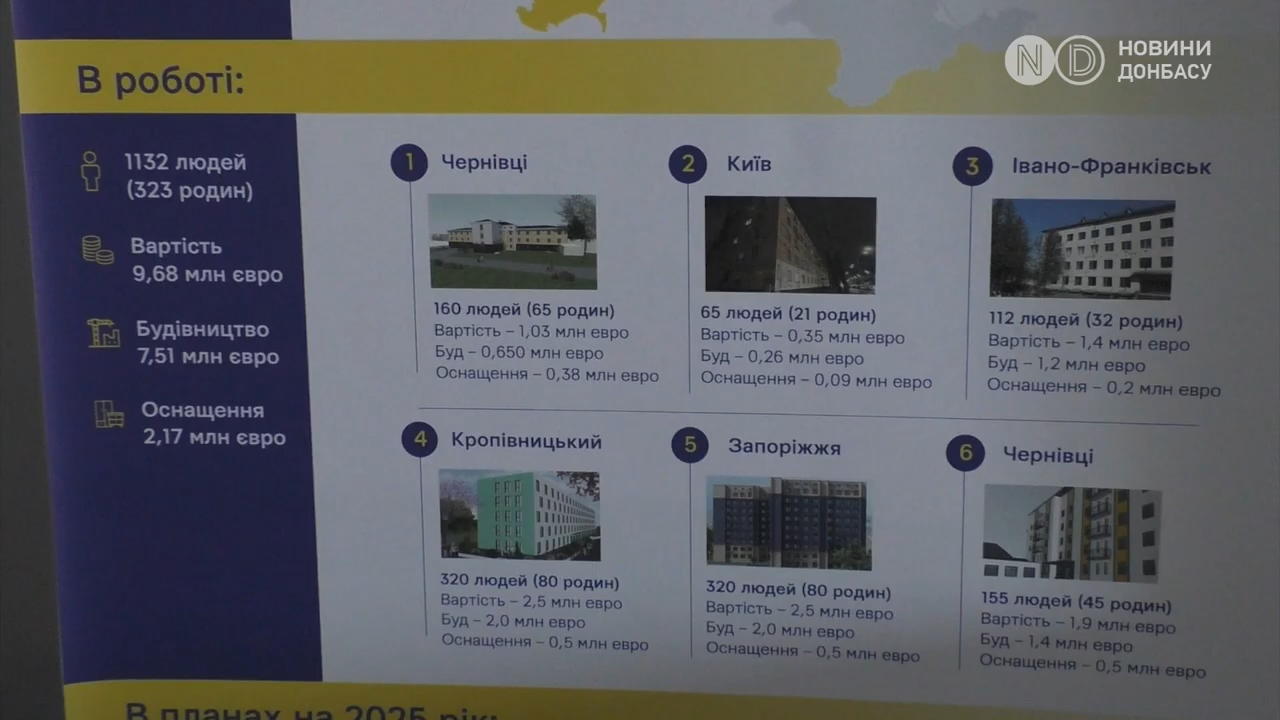 НОВИНИ
ДОНБАСУ
В роботі:
1132 людей
(323 родин)
Вартість
9,68 млн євро
Будівництво
7,51 млн євро
Оснащення
2,17 млн євро
1 Чернівці
160 людей (65 родин)
Вартість – 1,03 млн евро
Буд – 0,650 млн евро
Оснащення – 0,38 млн евро
2 Київ
65 людей (21 родин)
Вартість – 0,35 млн евро
Буд – 0,26 млн евро
Оснащення – 0,09 млн евро
3 Івано-Франківськ
112 людей (32 родин)
Вартість – 1,4 млн евро
Буд – 1,2 млн евро
Оснащення – 0,2 млн евро
4 Кропівницький
320 людей (80 родин)
Вартість – 2,5 млн евро
Буд – 2,0 млн евро
Оснащення – 0,5 млн евро
5 Запоріжжя
320 людей (80 родин)
Вартість – 2,5 млн евро
Буд – 2,0 млн евро
Оснащення – 0,5 млн евро
6 Чернівці
155 людей (45 родин)
Вартість – 1,9 млн евро
Буд – 1,4 млн евро
Оснащення – 0,5 млн евро
В планах на 2025 рік: